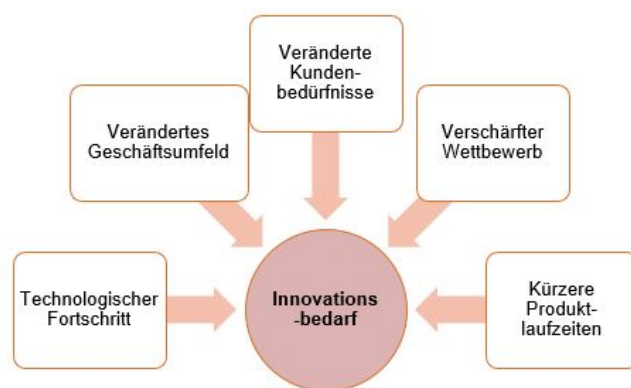 Veränderte
Kunden-
bedürfnisse
Verändertes
Geschäftsumfeld
Verschärfter
Wettbewerb
Technologischer
Fortschritt
Innovations
-bedarf
Kürzere
Produkt-
laufzeiten